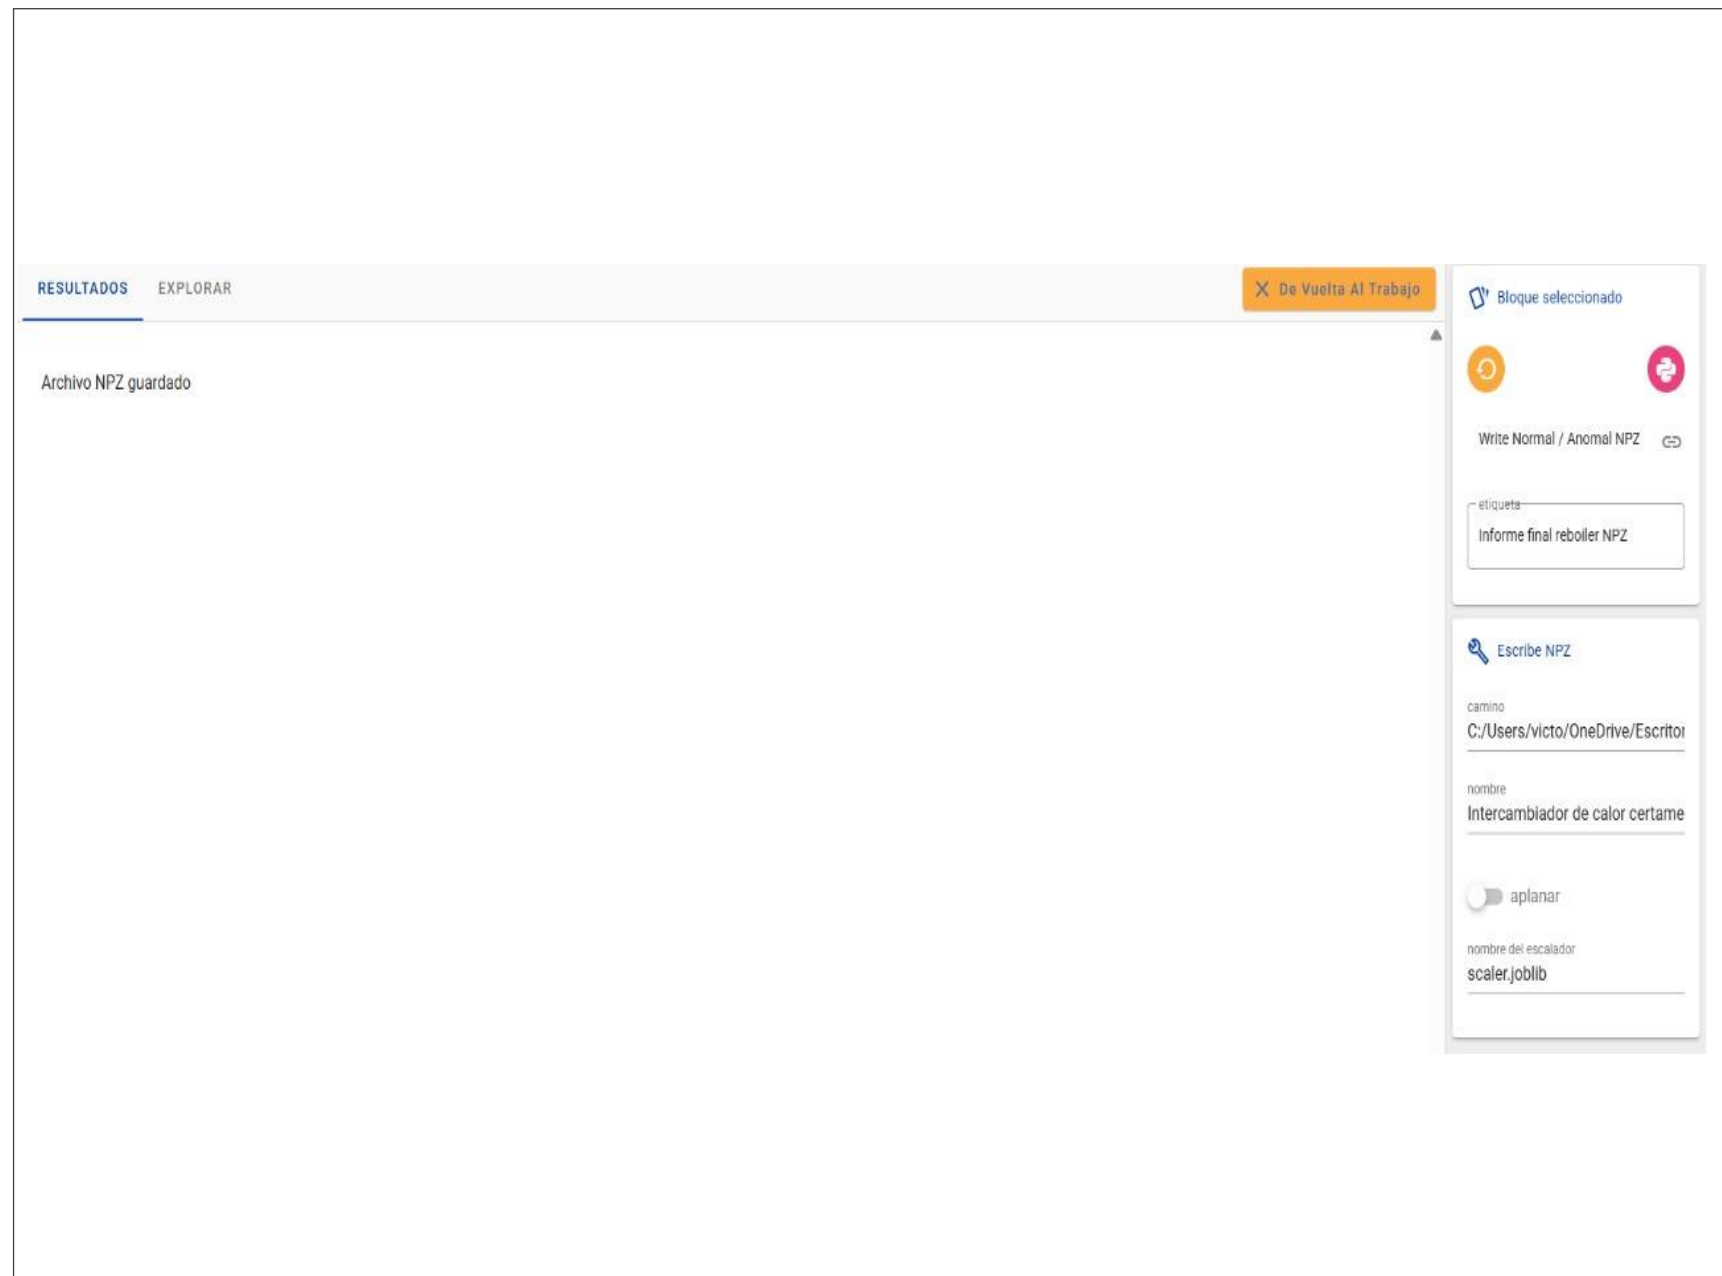 RESULTADOS EXPLORAR
De Vuelta Al Trabajo
Archivo NPZ guardado
Bloque seleccionado
Write Normal / Anomal NPZ
etiqueta
Informe final reboiler NPZ
Escribe NPZ
camino
C:/Users/victo/OneDrive/Escritor
nombre
Intercambiador de calor certame
aplanar
nombre del escalador
scaler.joblib